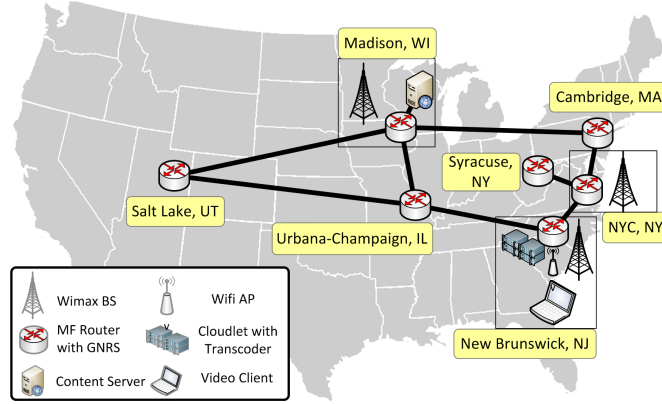 Madison, WI
Cambridge, MA
Syracuse,
NY
Salt Lake, UT
Urbana-Champaign, IL
NYC, NY
New Brunswick, NJ
Wimax BS
Wifi AP
MF Router
with GNRS
Cloudlet with
Transcoder
Content Server
Video Client